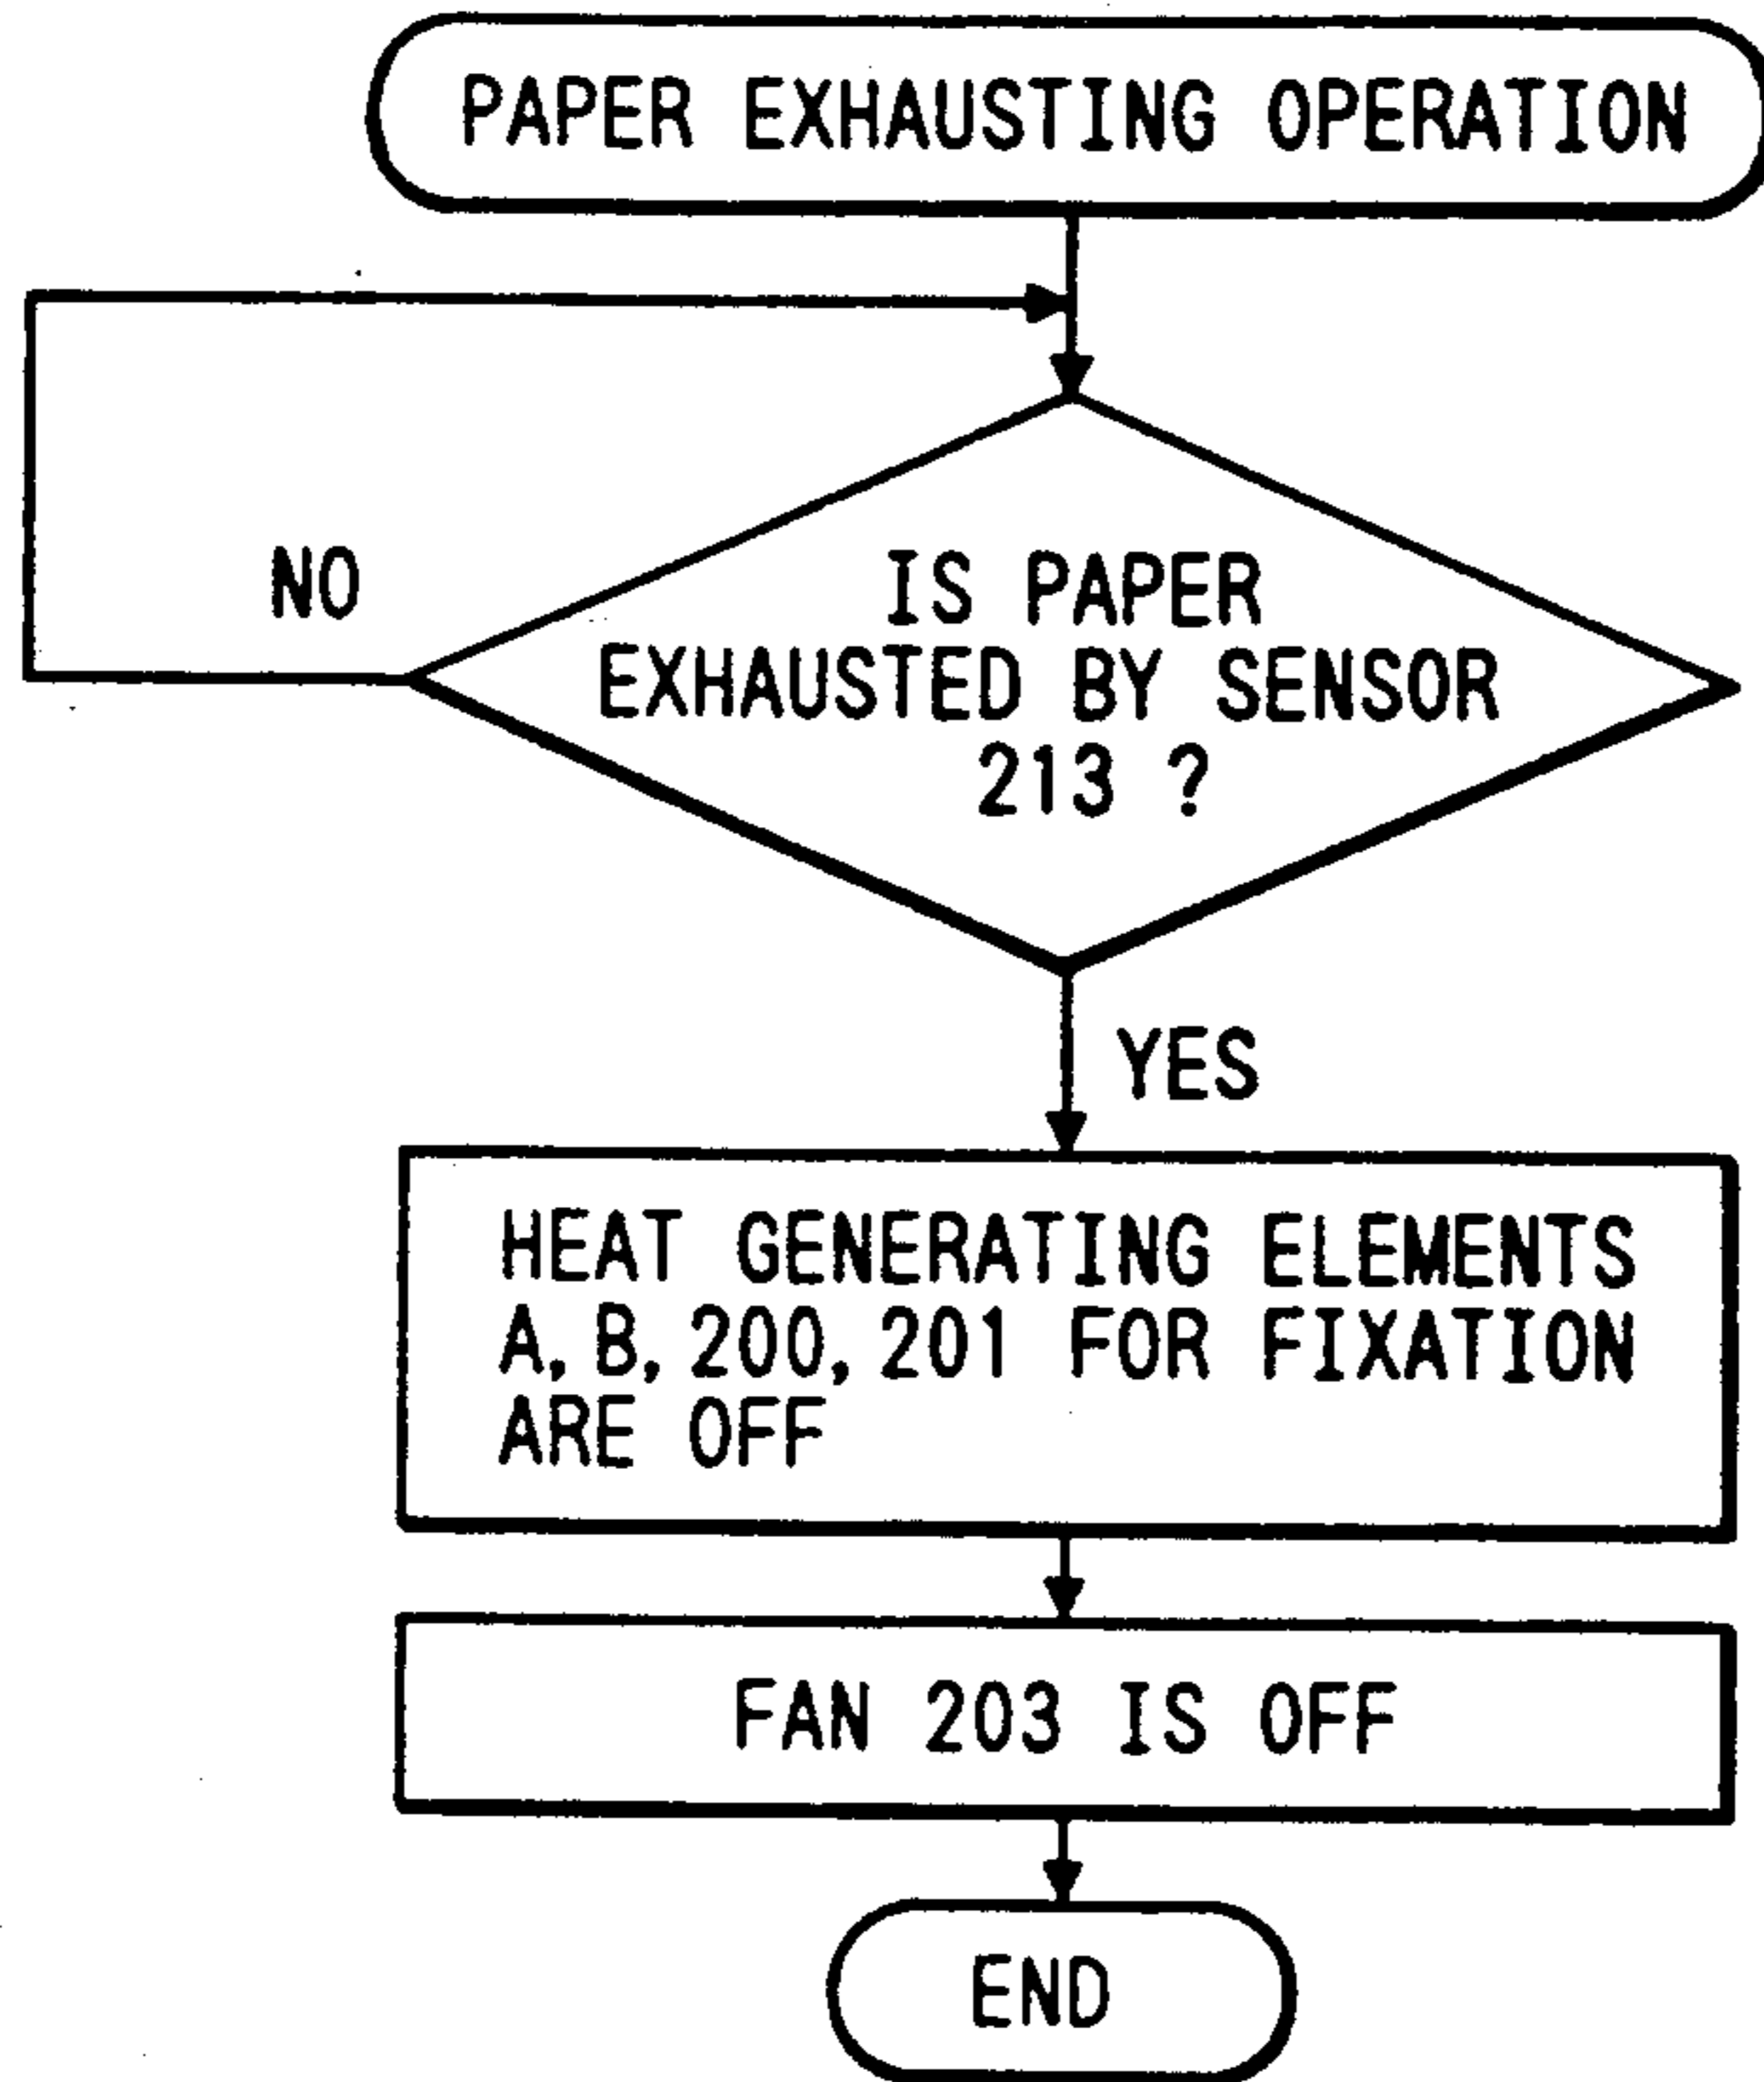 PAPER EXHAUSTING OPERATION
NO
IS PAPER
EXHAUSTED BY SENSOR
213 ?
YES
HEAT GENERATING ELEMENTS
A, B, 200, 201 FOR FIXATION
ARE OFF
FAN 203 IS OFF
END